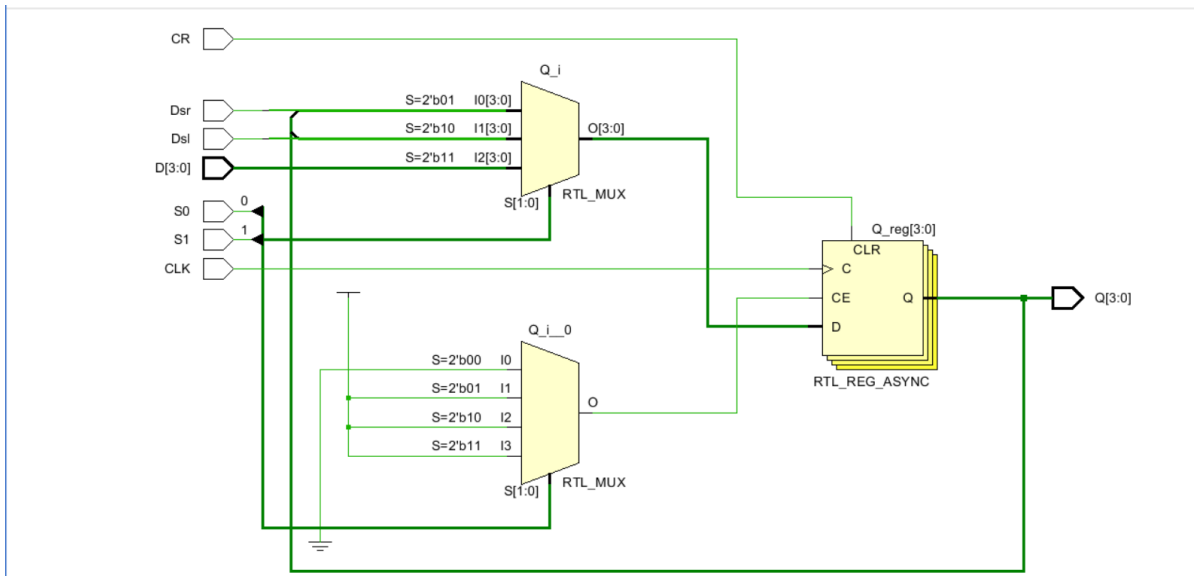 CR
Q_i
Dsr
S=2'b01 I0[3:0]
Dsl
S=2'b10 I1[3:0]
O[3:0]
D[3:0]
S=2'b11 I2[3:0]
S[1:0]
RTL_MUX
S0
0
S1
1
CLK
Q_reg[3:0]
CLR
C
CE
Q
D
RTL_REG_ASYNC
Q[3:0]
Q_i__0
S=2'b00 I0
S=2'b01 I1
S=2'b10 I2
S=2'b11 I3
O
S[1:0]
RTL_MUX